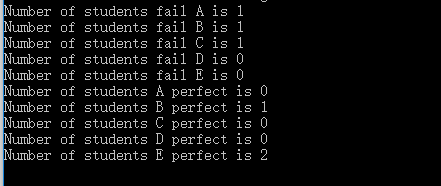 Number of students fail A is 1
Number of students fail B is 1
Number of students fail C is 1
Number of students fail D is 0
Number of students fail E is 0
Number of students A perfect is 0
Number of students B perfect is 1
Number of students C perfect is 0
Number of students D perfect is 0
Number of students E perfect is 2